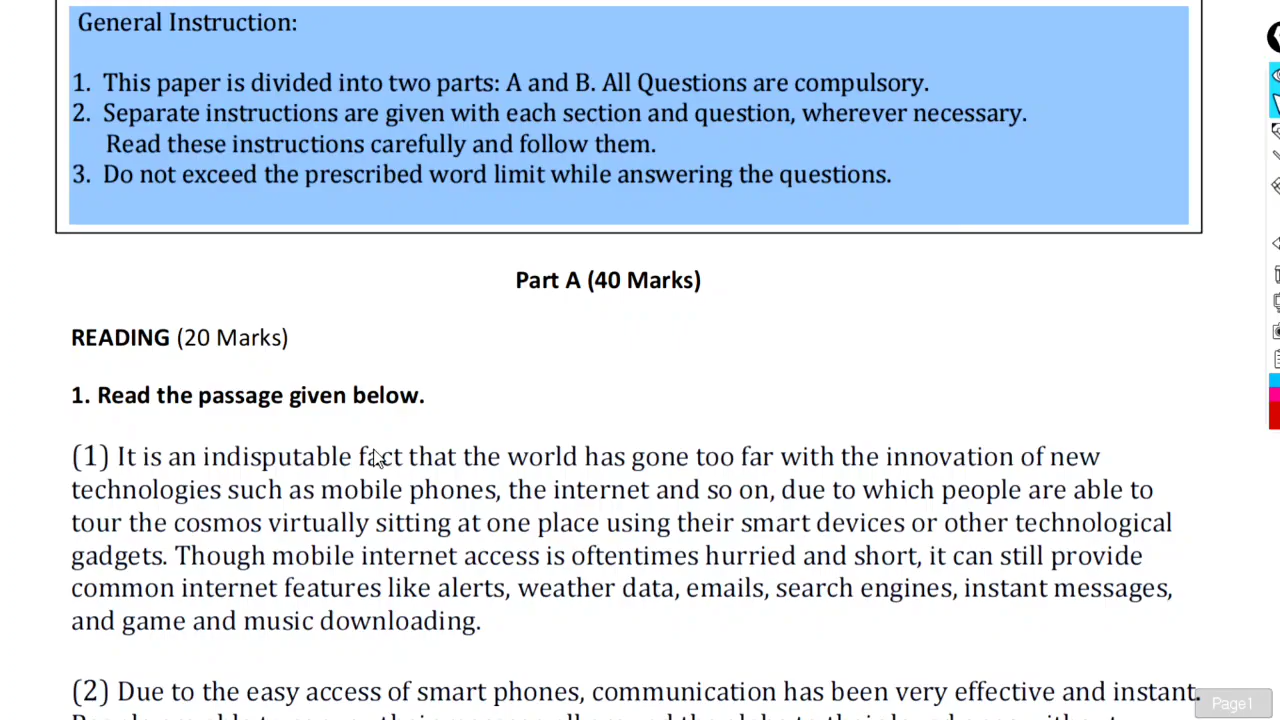 General Instruction:
1. This paper is divided into two parts: A and B. All Questions are compulsory.
2. Separate instructions are given with each section and question, wherever necessary.
Read these instructions carefully and follow them.
3. Do not exceed the prescribed word limit while answering the questions.
Part A (40 Marks)
READING (20 Marks)
1. Read the passage given below.
(1) It is an indisputable fact that the world has gone too far with the innovation of new
technologies such as mobile phones, the internet and so on, due to which people are able to
tour the cosmos virtually sitting at one place using their smart devices or other technological
gadgets. Though mobile internet access is oftentimes hurried and short, it can still provide
common internet features like alerts, weather data, emails, search engines, instant messages,
and game and music downloading.
(2) Due to the easy access of smart phones, communication has been very effective and instant.
Page1